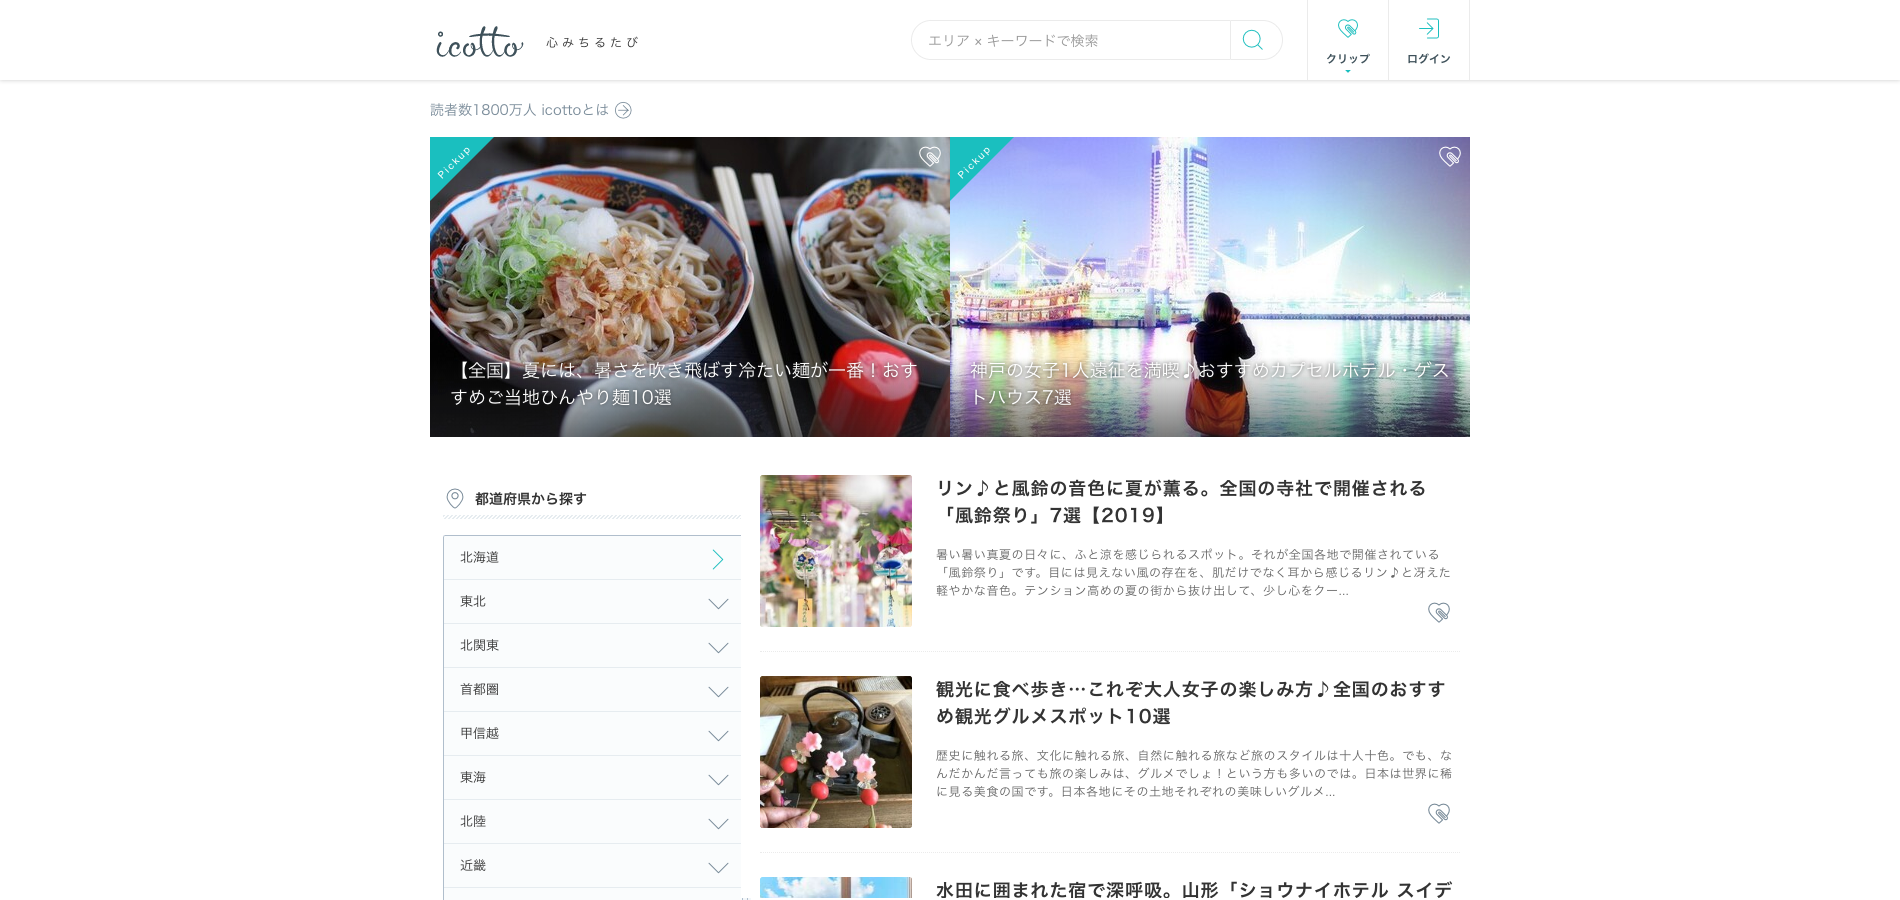 icotto
心みちるたび
エリア × キーワードで検索
クリップ
ログイン
読者数1800万人 icottoとは
Pickup
【全国】夏には、暑さを吹き飛ばす冷たい麺が一番！おす
すめご当地ひんやり麺10選
Pickup
神戸の女子1人遠征を満喫♪おすすめカプセルホテル・ゲス
トハウス7選
都道府県から探す
北海道
東北
北関東
首都圏
甲信越
東海
北陸
近畿
リン♪と風鈴の音色に夏が薫る。全国の寺社で開催される
「風鈴祭り」7選【2019】
暑い暑い真夏の日々に、ふと涼を感じられるスポット。それが全国各地で開催されている
「風鈴祭り」です。目には見えない風の存在を、肌だけでなく耳から感じるリン♪と冴えた
軽やかな音色。テンション高めの夏の街から抜け出して、少し心をクー...
観光に食べ歩き…これぞ大人女子の楽しみ方♪全国のおすす
め観光グルメスポット10選
歴史に触れる旅、文化に触れる旅、自然に触れる旅など旅のスタイルは十人十色。でも、な
んだかんだ言っても旅の楽しみは、グルメでしょ！という方も多いのでは。日本は世界に稀
に見る美食の国です。日本各地にその土地それぞれの美味しいグルメ...
水田に囲まれた宿で深呼吸。山形「ショウナイホテル スイデ